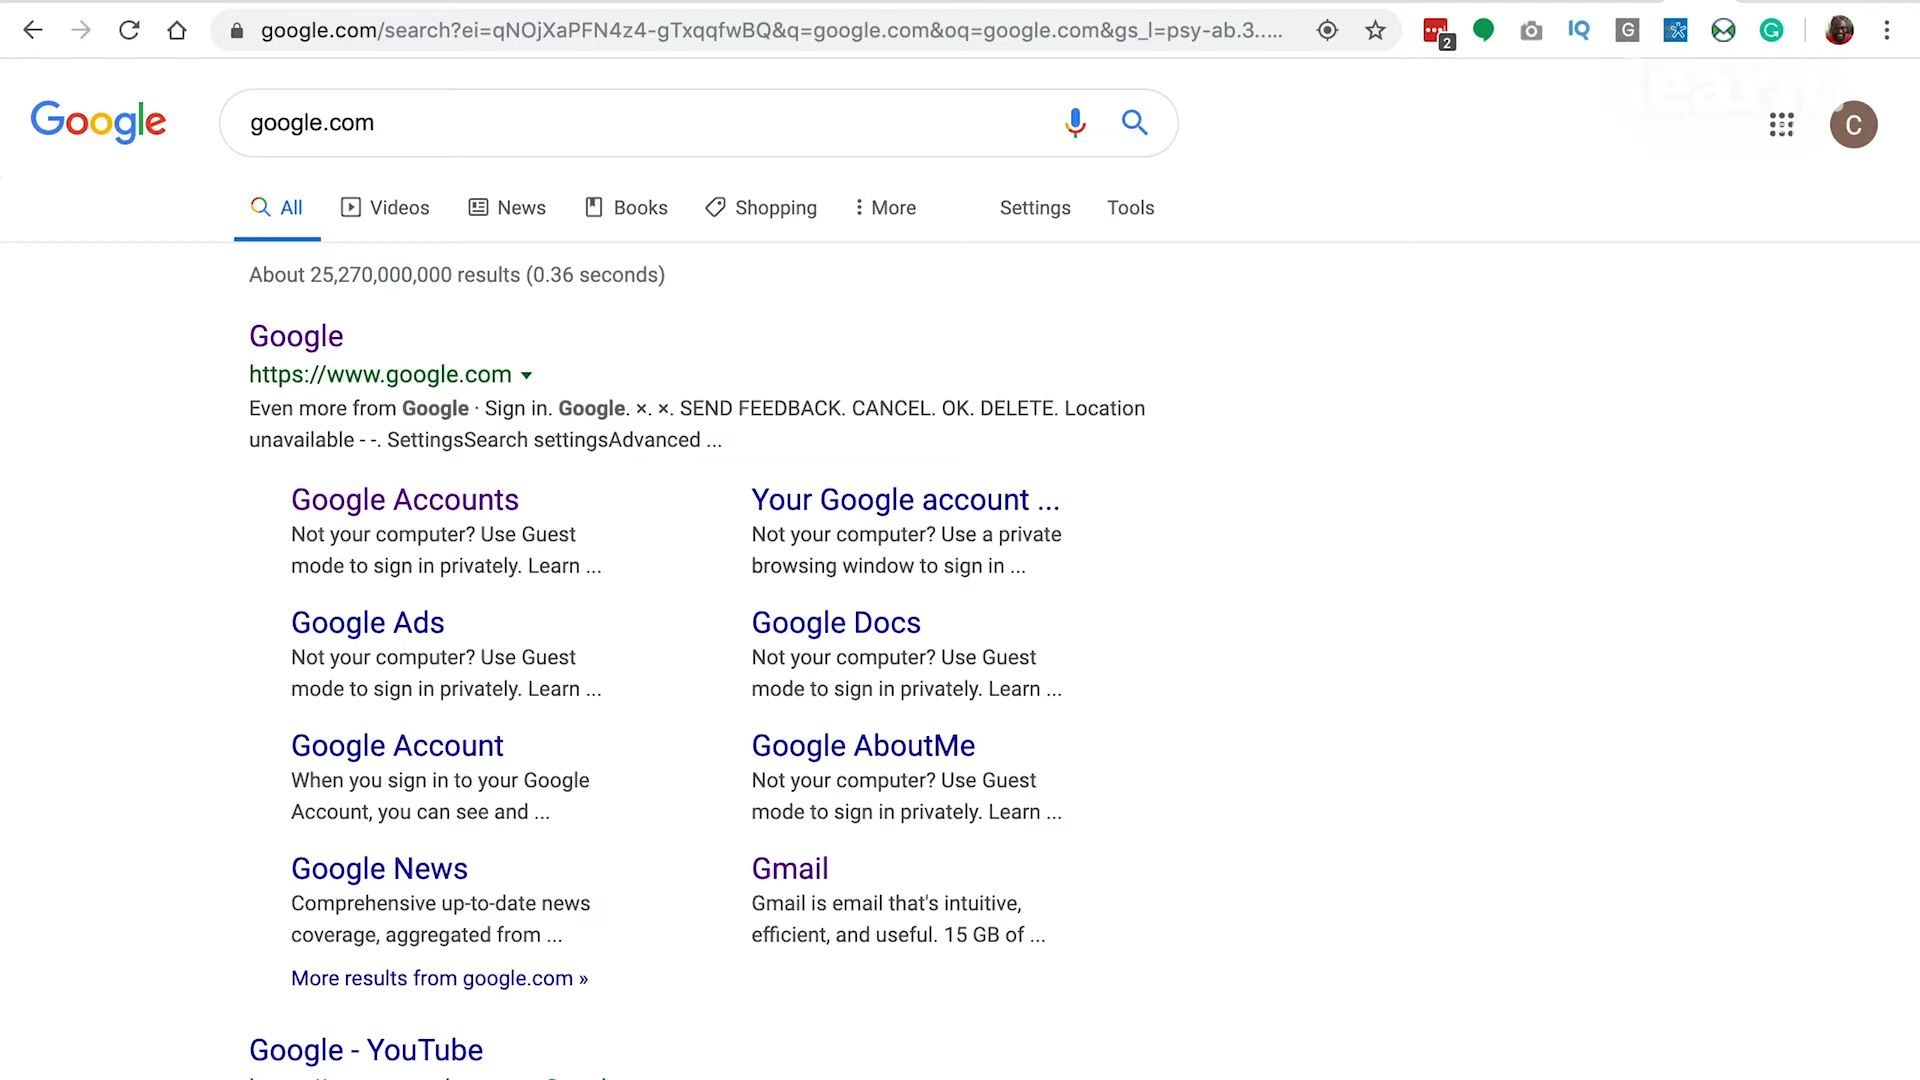 google.com/search?ei=qNOjXaPFN4z4-gTxqqfwBQ&q=google.com&oq=google.com&gs_l=psy-ab.3.....
2
IQ
G
learn
Google
google.com
C
All
Videos
News
Books
Shopping
More
Settings
Tools
About 25,270,000,000 results (0.36 seconds)
Google
https://www.google.com
Even more from Google · Sign in. Google. ×. ×. SEND FEEDBACK. CANCEL. OK. DELETE. Location
unavailable - -. SettingsSearch settingsAdvanced ...
Google Accounts
Not your computer? Use Guest
mode to sign in privately. Learn ...
Your Google account ...
Not your computer? Use a private
browsing window to sign in ...
Google Ads
Not your computer? Use Guest
mode to sign in privately. Learn ...
Google Docs
Not your computer? Use Guest
mode to sign in privately. Learn ...
Google Account
When you sign in to your Google
Account, you can see and ...
Google AboutMe
Not your computer? Use Guest
mode to sign in privately. Learn ...
Google News
Comprehensive up-to-date news
coverage, aggregated from ...
Gmail
Gmail is email that's intuitive,
efficient, and useful. 15 GB of ...
More results from google.com »
Google - YouTube